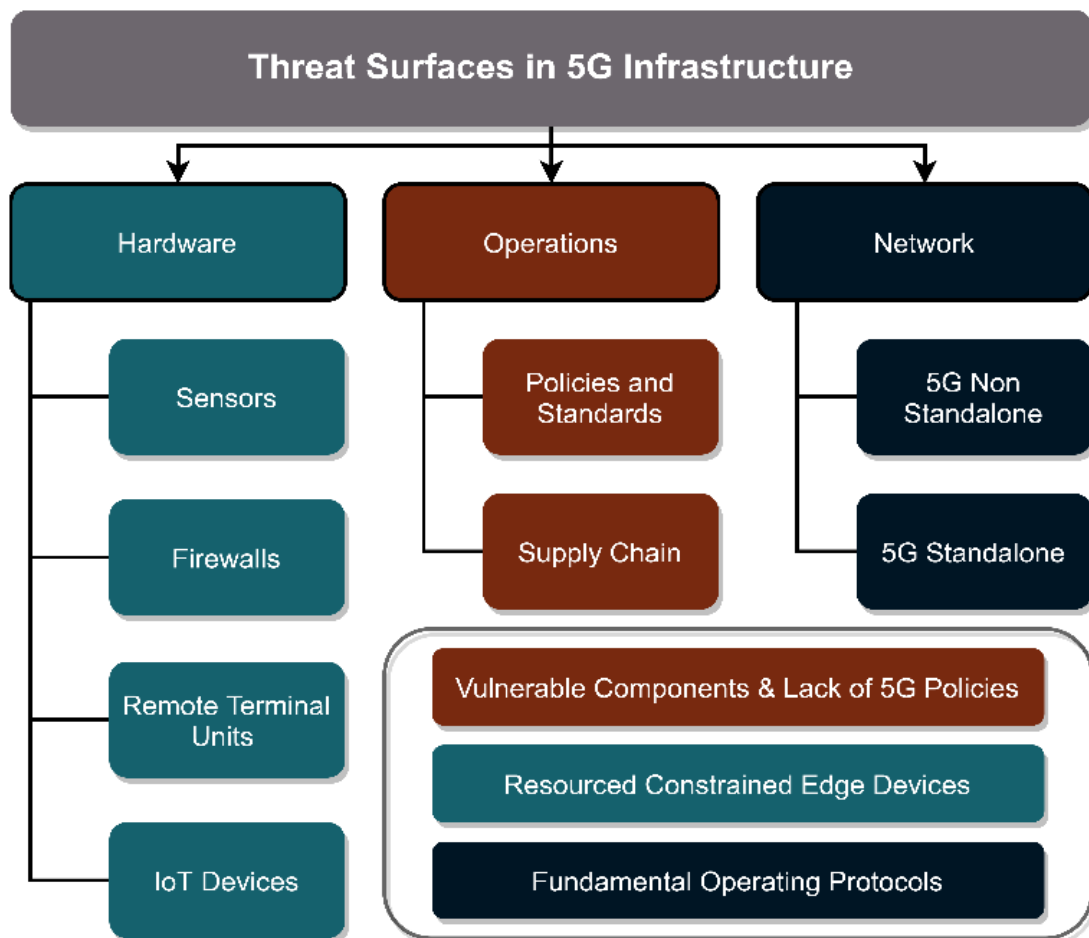 Threat Surfaces in 5G Infrastructure
Hardware
Operations
Network
Sensors
Policies and
Standards
5G Non
Standalone
Firewalls
Supply Chain
5G Standalone
Remote Terminal
Units
IoT Devices
Vulnerable Components & Lack of 5G Policies
Resourced Constrained Edge Devices
Fundamental Operating Protocols